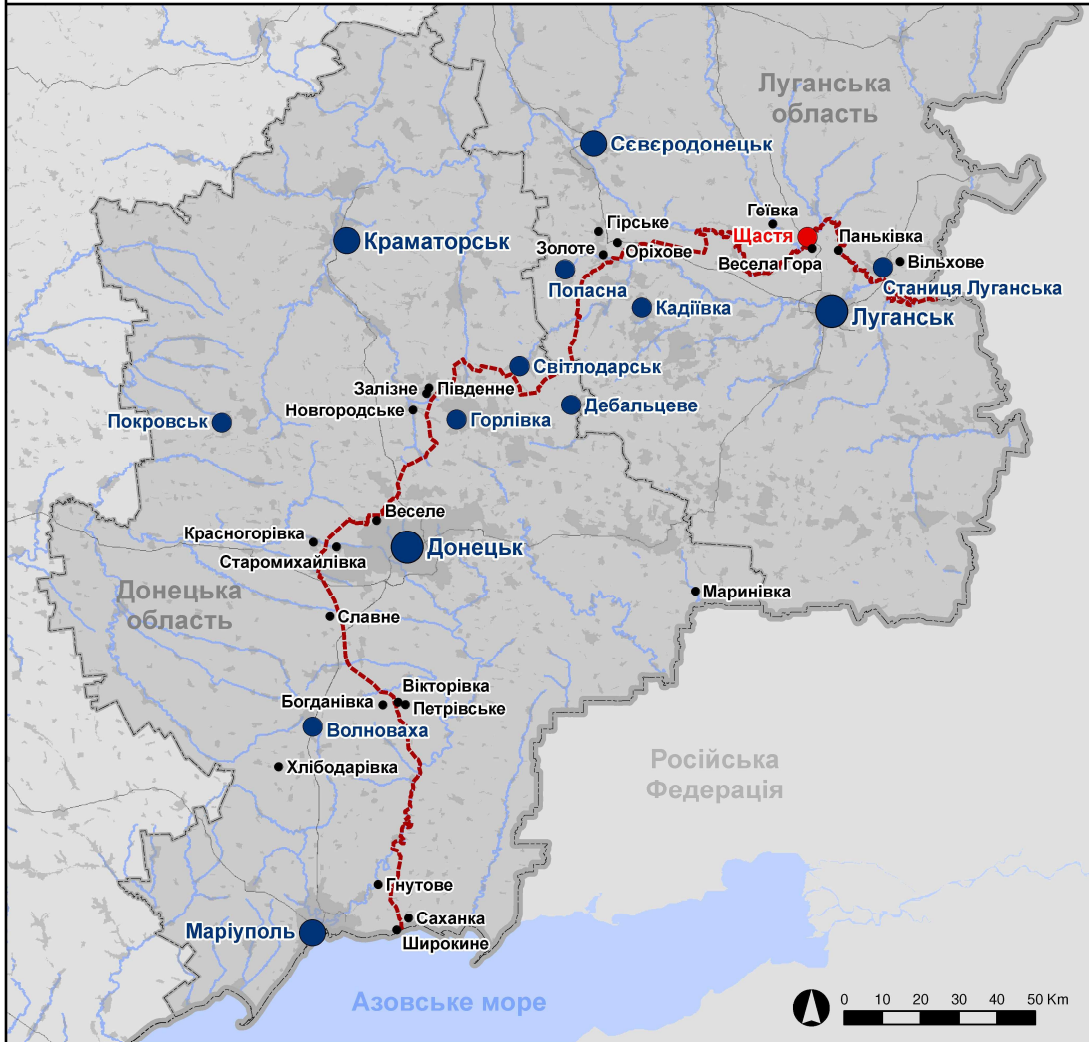 Луганська
область
Сєвєродонецьк
Геївка
Гірське
Щастя
Паньківка
Краматорськ
Золоте
Оріхове
Весела Гора
Вільхове
Попасна
Станиця Луганська
Кадіївка
Луганськ
Світлодарськ
Залізне
Південне
Новгородське
Дебальцеве
Покровськ
Горлівка
Веселе
Красногорівка
Донецьк
Старомихайлівка
Донецька
область
Маринівка
Славне
Вікторівка
Богданівка
Петрівське
Волноваха
Хлібодарівка
Російська
Федерація
Гнутове
Саханка
Маріуполь
Широкине
Азовське море
0 10 20 30 40 50 Km